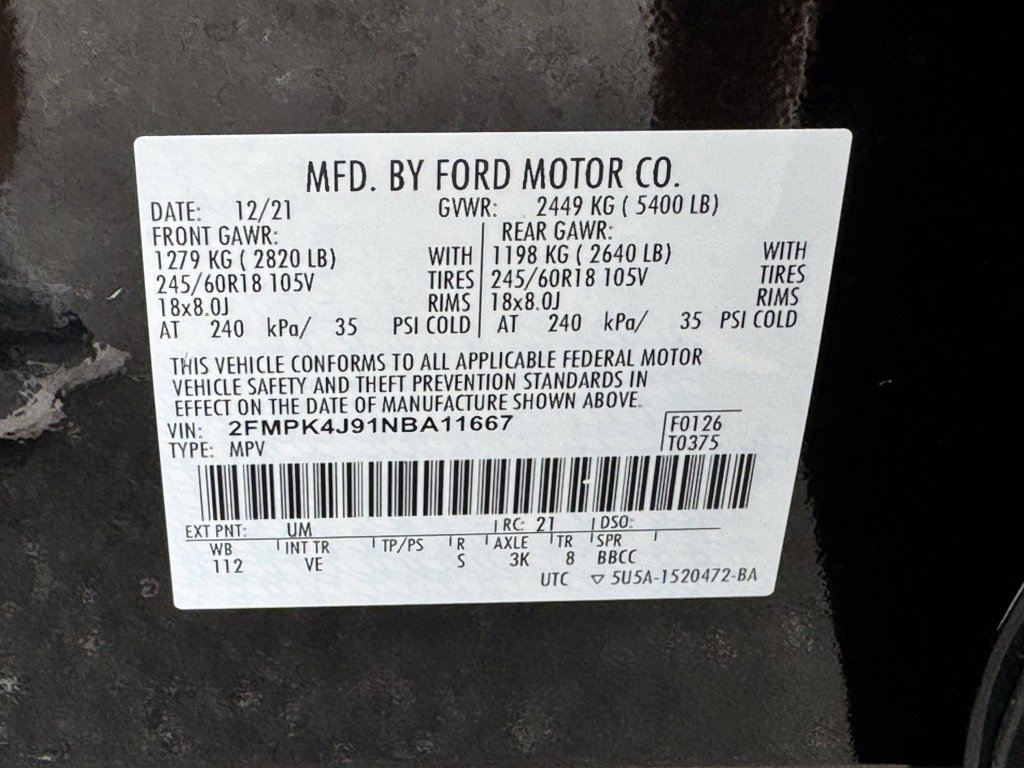 MFD. BY FORD MOTOR CO.
DATE: 12/21 GVWR: 2449 KG ( 5400 LB)
FRONT GAWR: REAR GAWR:
1279 KG ( 2820 LB) WITH 1198 KG ( 2640 LB) WITH
245/60R18 105V TIRES 245/60R18 105V TIRES
18x8.0J RIMS 18x8.0J RIMS
AT 240 kPa/ 35 PSI COLD AT 240 kPa/ 35 PSI COLD
THIS VEHICLE CONFORMS TO ALL APPLICABLE FEDERAL MOTOR
VEHICLE SAFETY AND THEFT PREVENTION STANDARDS IN
EFFECT ON THE DATE OF MANUFACTURE SHOWN ABOVE.
VIN: 2FMPK4J91NBA11667 F0126
TYPE: MPV T0375
EXT PNT: UM RC: 21 DSO:
WB INT TR TP/PS R AXLE TR SPR
112 VE S 3K 8 BBCC
UTC ▽ 5U5A-1520472-BA